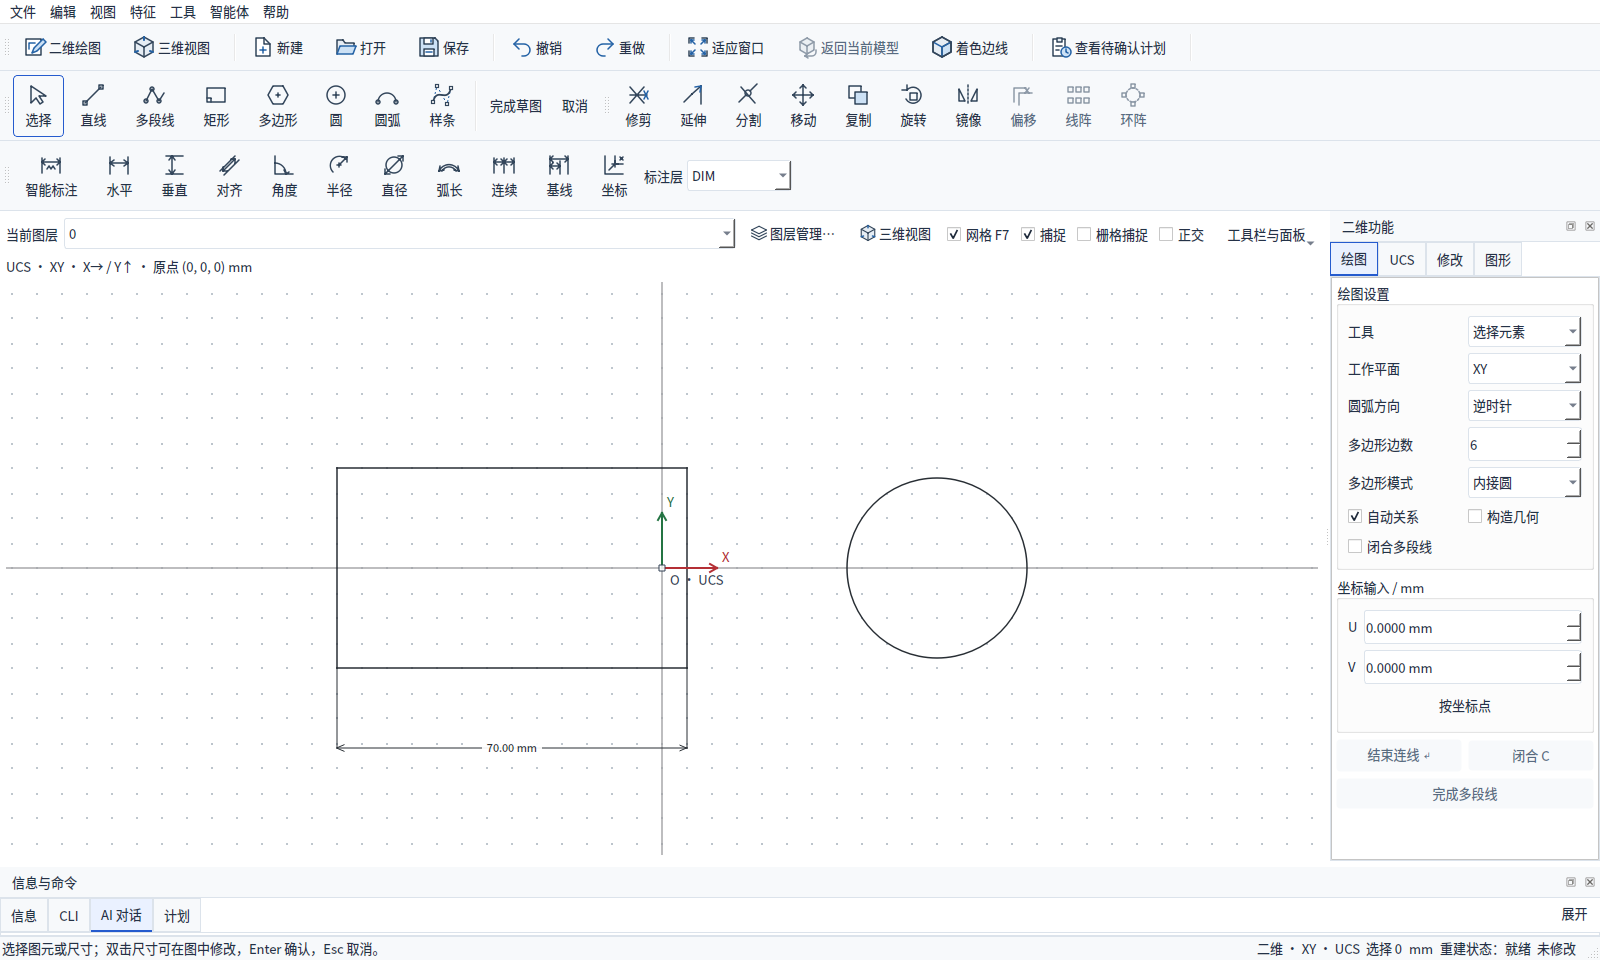 文件 编辑 视图 特征 工具 智能体 帮助
二维绘图 三维视图 新建 打开 保存 撤销 重做 适应窗口 返回当前模型 着色边线 查看待确认计划
选择 直线 多段线 矩形 多边形 圆 圆弧 样条 完成草图 取消 修剪 延伸 分割 移动 复制 旋转 镜像 偏移 线阵 环阵
智能标注 水平 垂直 对齐 角度 半径 直径 弧长 连续 基线 坐标 标注层 DIM
当前图层 0 图层管理··· 三维视图 网格 F7 捕捉 栅格捕捉 正交 工具栏与面板
UCS · XY · X→ / Y↑ · 原点 (0, 0, 0) mm
Y
X
O · UCS
70.00 mm
二维功能
绘图 UCS 修改 图形
绘图设置
工具 选择元素
工作平面 XY
圆弧方向 逆时针
多边形边数 6
多边形模式 内接圆
自动关系 构造几何
闭合多段线
坐标输入 / mm
U 0.0000 mm
V 0.0000 mm
按坐标点
结束连线 ↲ 闭合 C
完成多段线
信息与命令
信息 CLI AI 对话 计划 展开
选择图元或尺寸；双击尺寸可在图中修改，Enter 确认，Esc 取消。 二维 · XY · UCS 选择 0 mm 重建状态：就绪 未修改